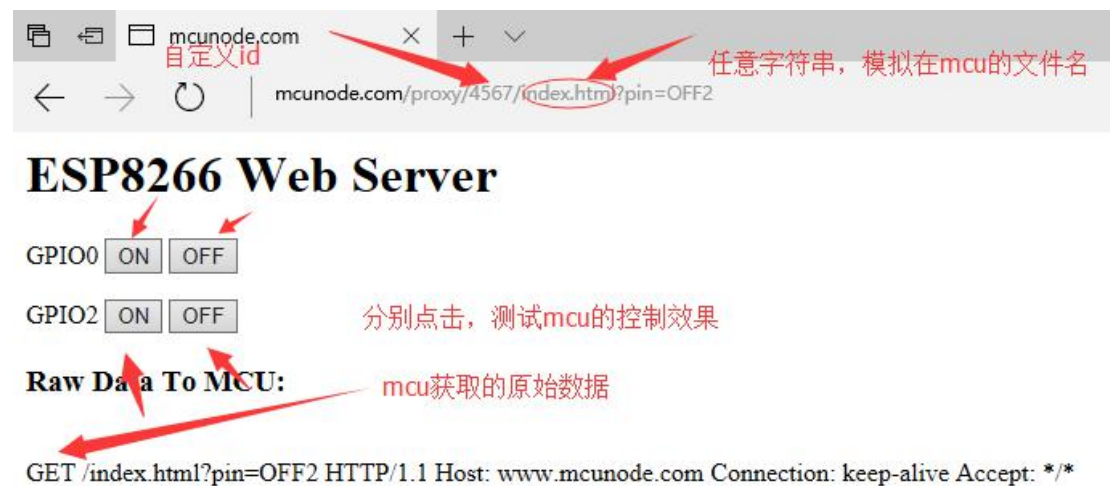 mcunode.com
自定义id
任意字符串，模拟在mcu的文件名
mcunode.com/proxy/4567/index.html?pin=OFF2
ESP8266 Web Server
GPIO0 ON OFF
GPIO2 ON OFF
分别点击，测试mcu的控制效果
Raw Data To MCU:
mcu获取的原始数据
GET /index.html?pin=OFF2 HTTP/1.1 Host: www.mcunode.com Connection: keep-alive Accept: */*